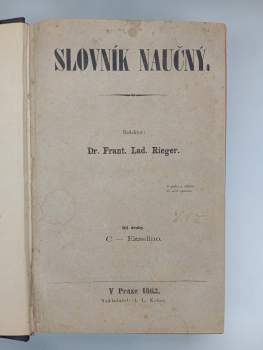 SLOVNÍK NAUČNÝ.
Redaktor:
Dr. Frant. Lad. Rieger.
Díl druhý.
C — Ezzelino.
V Praze 1862.
Nakladatel: I. L. Kober.